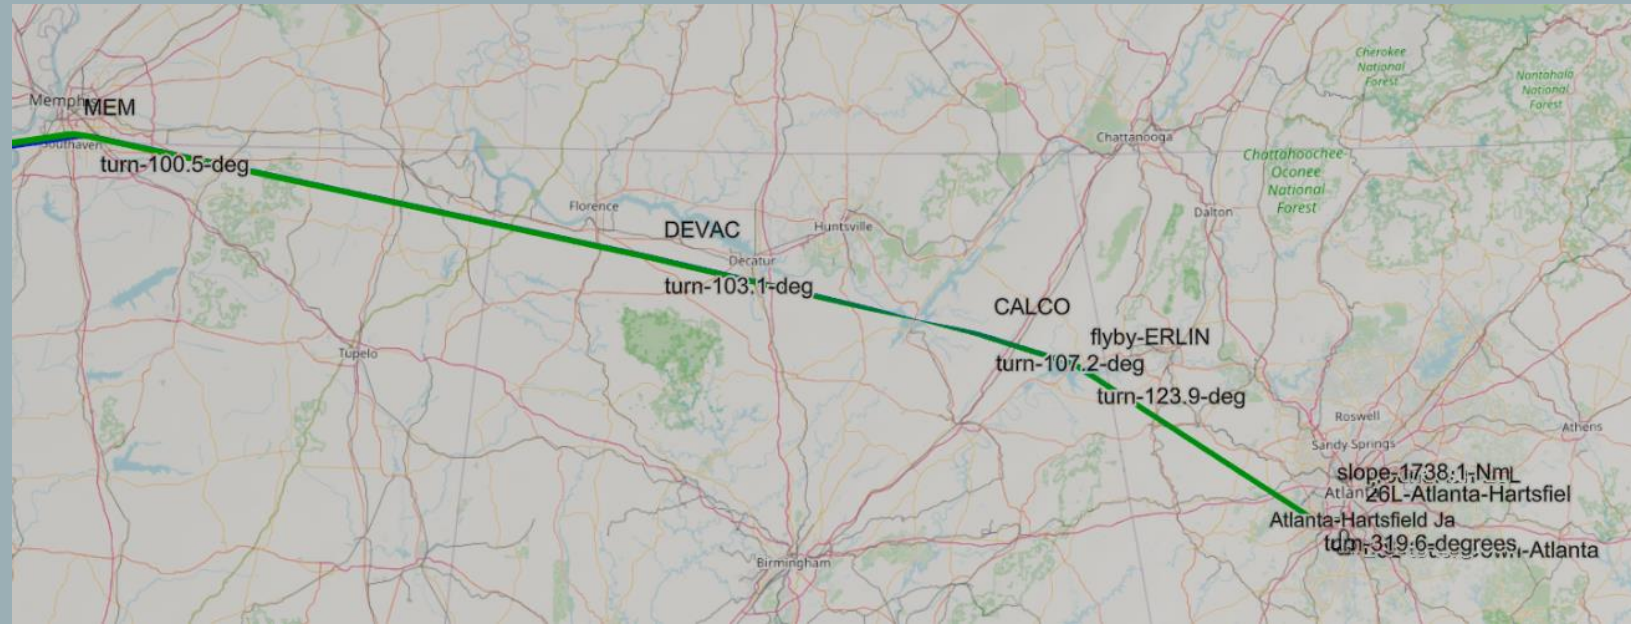 Cherokee
National
Forest
Nantahala
National
Forest
Memphis
MEM
Southaven
turn-100.5-deg
Chattanooga
Chattahoochee-
Oconee
National
Forest
Florence
DEVAC
Huntsville
Dalton
Decatur
turn-103.1-deg
CALCO
flyby-ERLIN
Tupelo
turn-107.2-deg
turn-123.9-deg
Roswell
Athens
Sandy Springs
slope-1738.1-Nm
26L-Atlanta-Hartsfiel
Atlanta-Hartsfield Ja
turn-319.6-degrees
-Atlanta
Birmingham